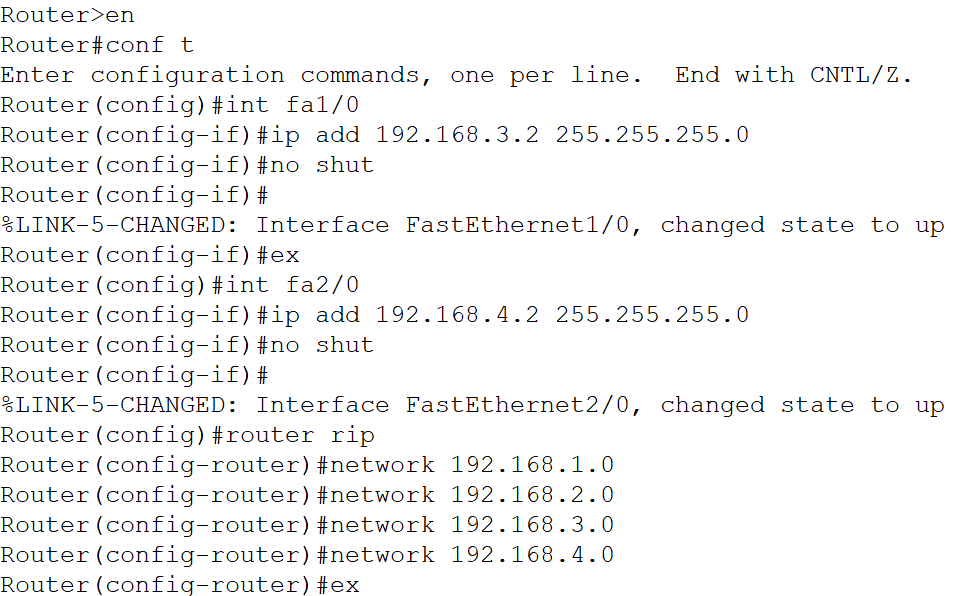 Router>en
Router#conf t
Enter configuration commands, one per line.  End with CNTL/Z.
Router(config)#int fa1/0
Router(config-if)#ip add 192.168.3.2 255.255.255.0
Router(config-if)#no shut
Router(config-if)#
%LINK-5-CHANGED: Interface FastEthernet1/0, changed state to up
Router(config-if)#ex
Router(config)#int fa2/0
Router(config-if)#ip add 192.168.4.2 255.255.255.0
Router(config-if)#no shut
Router(config-if)#
%LINK-5-CHANGED: Interface FastEthernet2/0, changed state to up
Router(config)#router rip
Router(config-router)#network 192.168.1.0
Router(config-router)#network 192.168.2.0
Router(config-router)#network 192.168.3.0
Router(config-router)#network 192.168.4.0
Router(config-router)#ex